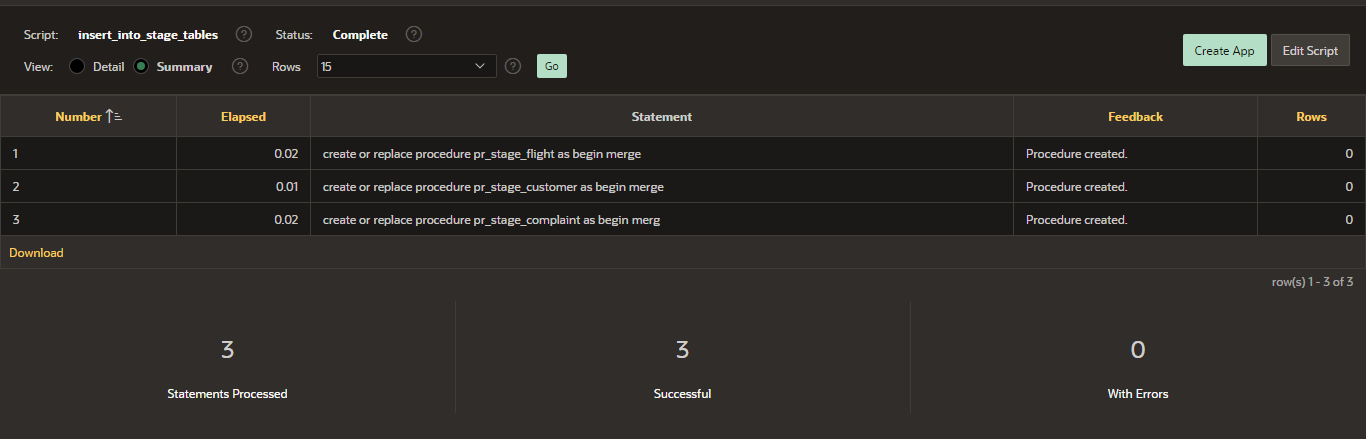 Script: insert_into_stage_tables ? Status: Complete ?
Create App Edit Script
View: Detail Summary ? Rows 15 ? Go
Number Elapsed Statement Feedback Rows
1 0.02 create or replace procedure pr_stage_flight as begin merge Procedure created. 0
2 0.01 create or replace procedure pr_stage_customer as begin merge Procedure created. 0
3 0.02 create or replace procedure pr_stage_complaint as begin merg Procedure created. 0
Download
row(s) 1 - 3 of 3
3 3 0
Statements Processed Successful With Errors